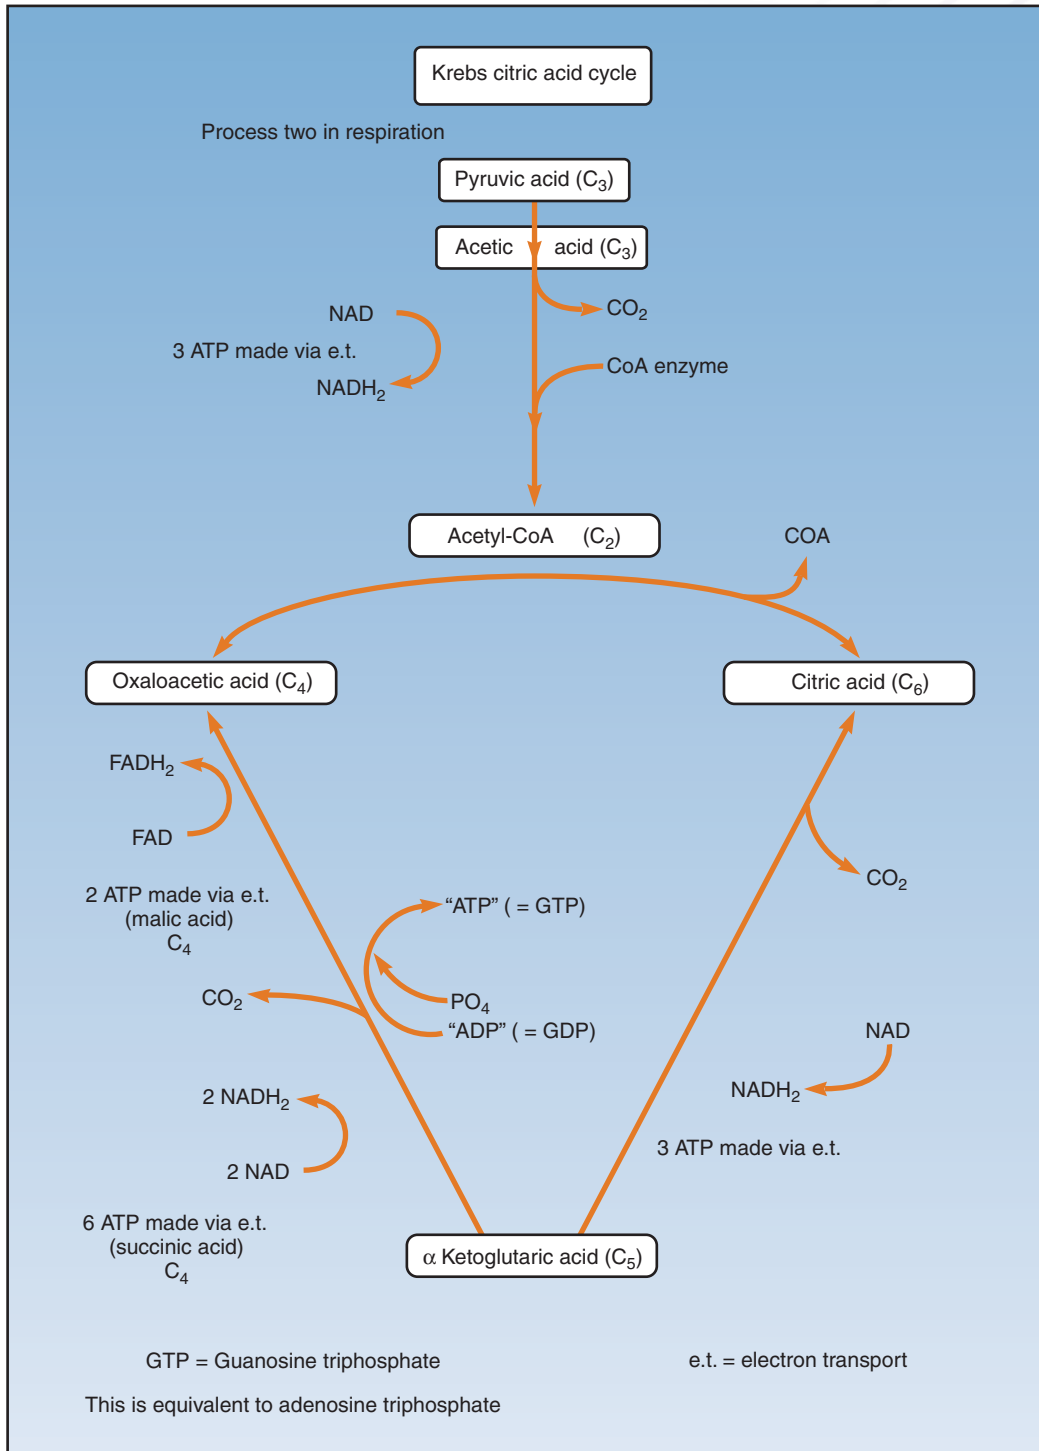 Krebs citric acid cycle
Process two in respiration
Pyruvic acid (C₃)
Acetic acid (C₃)
NAD
CO₂
3 ATP made via e.t.
CoA enzyme
NADH₂
Acetyl-CoA (C₂)
COA
Oxaloacetic acid (C₄)
Citric acid (C₆)
FADH₂
FAD
CO₂
2 ATP made via e.t.
(malic acid)
C₄
“ATP” ( = GTP)
CO₂
PO₄
“ADP” ( = GDP)
NAD
NADH₂
2 NADH₂
3 ATP made via e.t.
2 NAD
6 ATP made via e.t.
(succinic acid)
C₄
α Ketoglutaric acid (C₅)
GTP = Guanosine triphosphate
e.t. = electron transport
This is equivalent to adenosine triphosphate